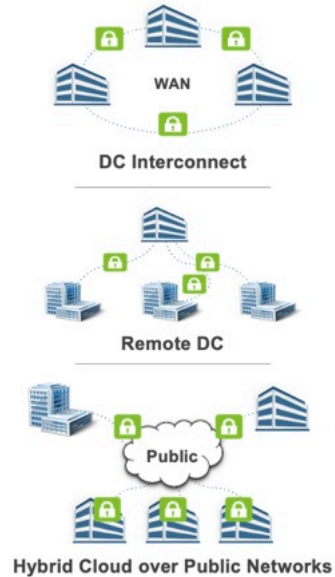 WAN
DC Interconnect
Remote DC
Public
Hybrid Cloud over Public Networks